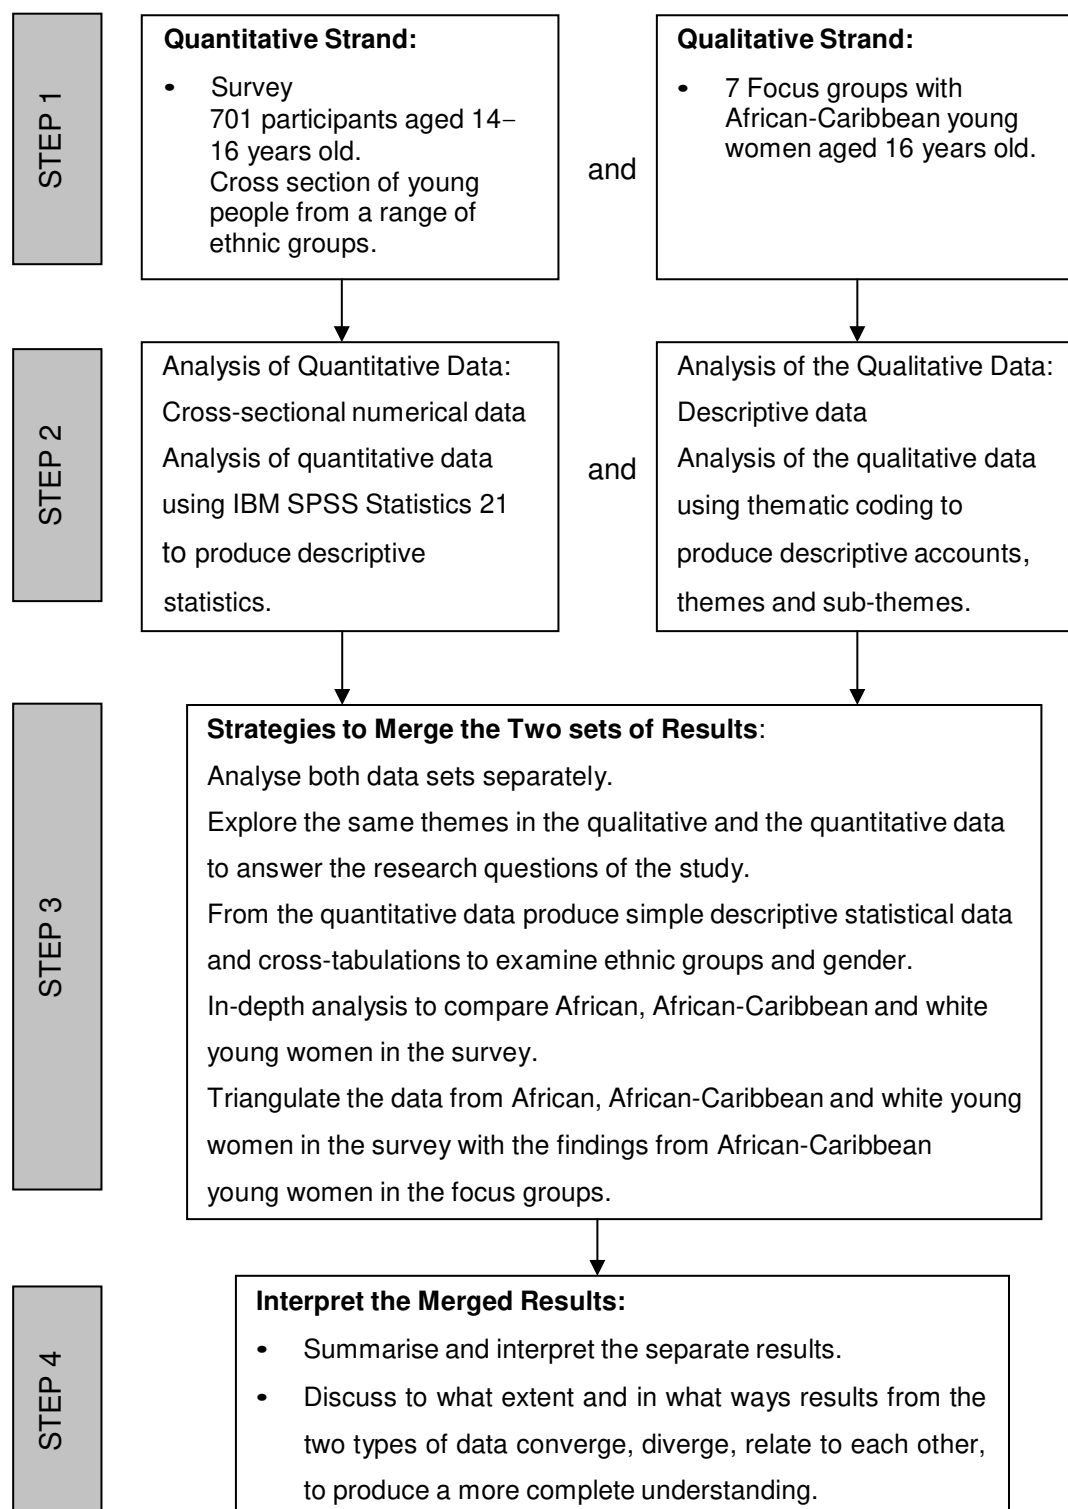 STEP 1
Quantitative Strand:
• Survey
701 participants aged 14–
16 years old.
Cross section of young
people from a range of
ethnic groups.
and
Qualitative Strand:
• 7 Focus groups with
African-Caribbean young
women aged 16 years old.
STEP 2
Analysis of Quantitative Data:
Cross-sectional numerical data
Analysis of quantitative data
using IBM SPSS Statistics 21
to produce descriptive
statistics.
and
Analysis of the Qualitative Data:
Descriptive data
Analysis of the qualitative data
using thematic coding to
produce descriptive accounts,
themes and sub-themes.
STEP 3
Strategies to Merge the Two sets of Results:
Analyse both data sets separately.
Explore the same themes in the qualitative and the quantitative data
to answer the research questions of the study.
From the quantitative data produce simple descriptive statistical data
and cross-tabulations to examine ethnic groups and gender.
In-depth analysis to compare African, African-Caribbean and white
young women in the survey.
Triangulate the data from African, African-Caribbean and white young
women in the survey with the findings from African-Caribbean
young women in the focus groups.
STEP 4
Interpret the Merged Results:
• Summarise and interpret the separate results.
• Discuss to what extent and in what ways results from the
two types of data converge, diverge, relate to each other,
to produce a more complete understanding.